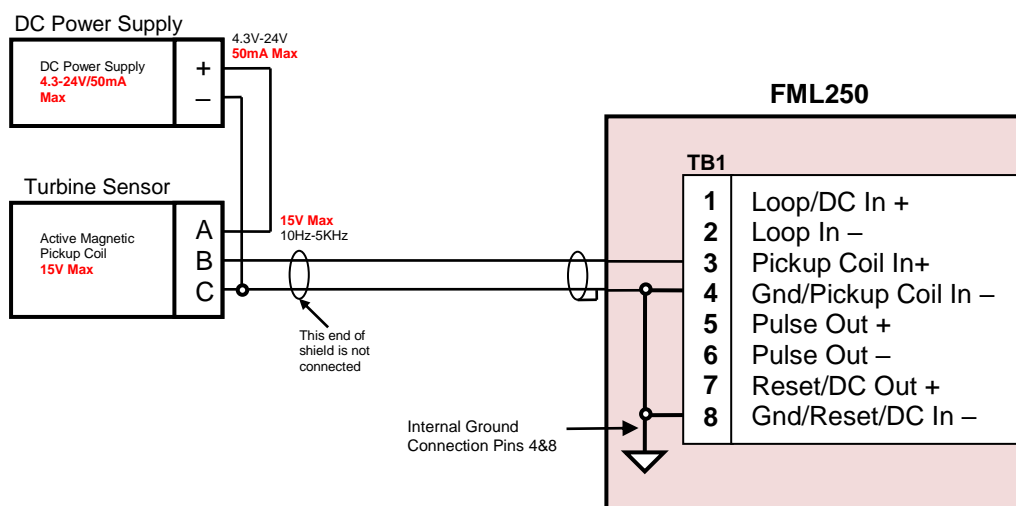 DC Power Supply
DC Power Supply
4.3-24V/50mA
Max
+
–
4.3V-24V
50mA Max
Turbine Sensor
Active Magnetic
Pickup Coil
15V Max
A
B
C
15V Max
10Hz-5KHz
This end of
shield is not
connected
FML250
TB1
1 Loop/DC In +
2 Loop In –
3 Pickup Coil In+
4 Gnd/Pickup Coil In –
5 Pulse Out +
6 Pulse Out –
7 Reset/DC Out +
8 Gnd/Reset/DC In –
Internal Ground
Connection Pins 4&8